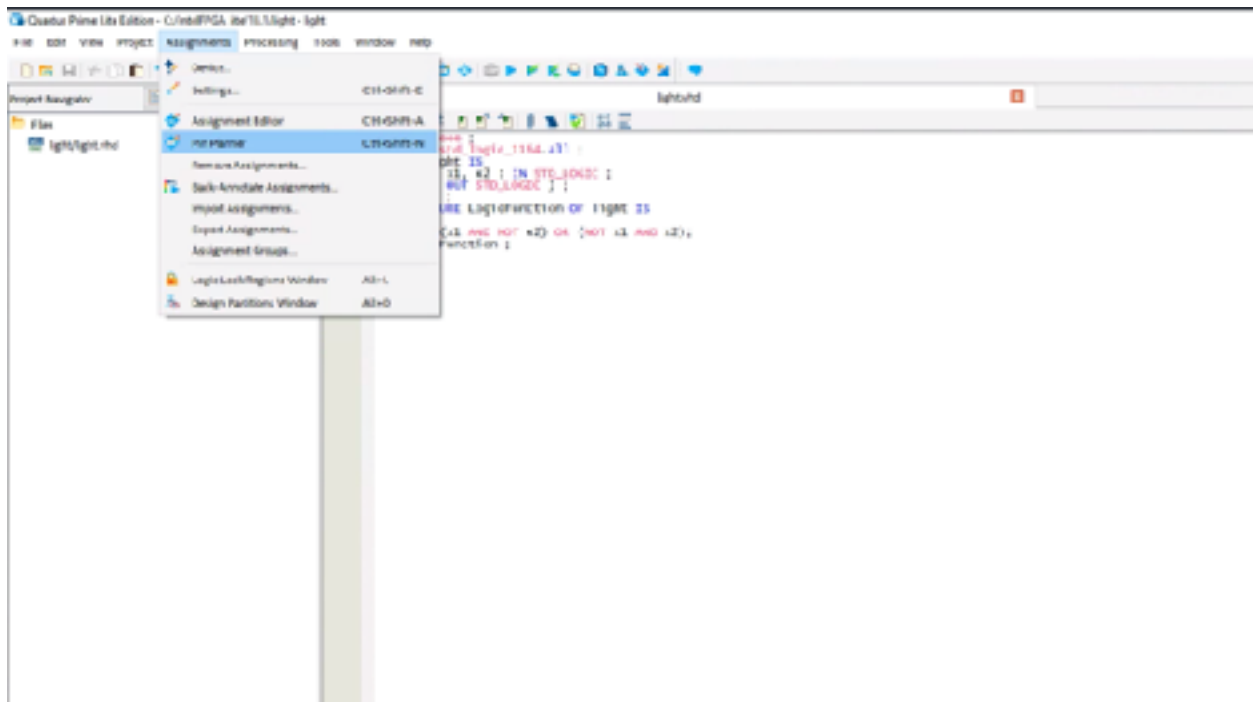 Quartus Prime Lite Edition - C:/intelFPGA_lite/18.1/light - light
File Edit View Project Assignments Processing Tools Window Help
Device...
Settings... Ctrl+Shift+E
Project Navigator
light.vhd
Files
Assignment Editor Ctrl+Shift+A
light/light.vhd
Pin Planner Ctrl+Shift+N
std_logic_1164.all ;
Remove Assignments...
IS
x1, x2 : IN STD_LOGIC ;
Back-Annotate Assignments...
OUT STD_LOGIC ) ;
Import Assignments...
LogicFunction OF light IS
Export Assignments...
(x1 AND NOT x2) OR (NOT x1 AND x2);
Assignment Groups...
Function ;
LogicLock Regions Window Alt+L
Design Partitions Window Alt+D